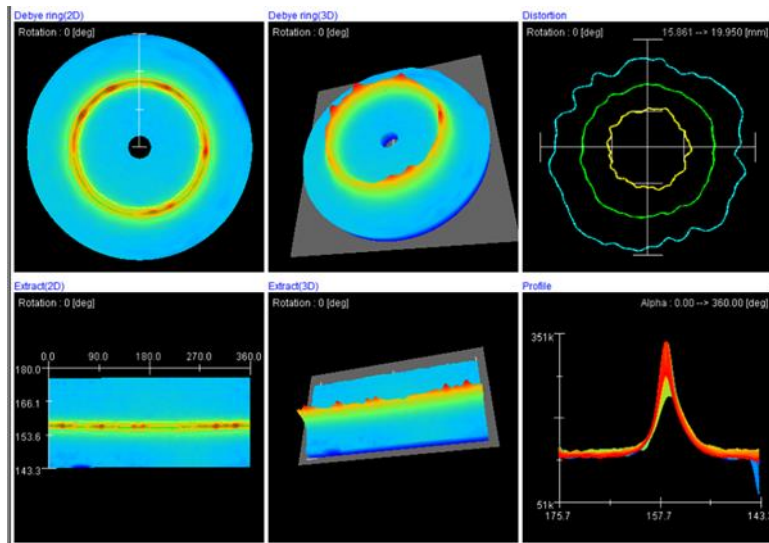 Debye ring(2D)
Rotation : 0 [deg]
Debye ring(3D)
Rotation : 0 [deg]
Distortion
Rotation : 0 [deg]
15.861 --> 19.950 [mm]
Extract(2D)
Rotation : 0 [deg]
0.0 90.0 180.0 270.0 360.0
180.0
166.1
153.6
143.3
Extract(3D)
Rotation : 0 [deg]
Profile
Alpha : 0.00 --> 360.00 [deg]
351k
51k
175.7 157.7 143.